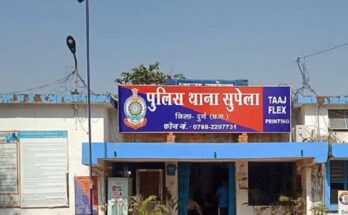 पुलिस थाना सुपेला
जिला- दुर्ग (छ.ग.)
फ़ोन नं. -0788-2297731
TAAJ
FLEX
PRINTING